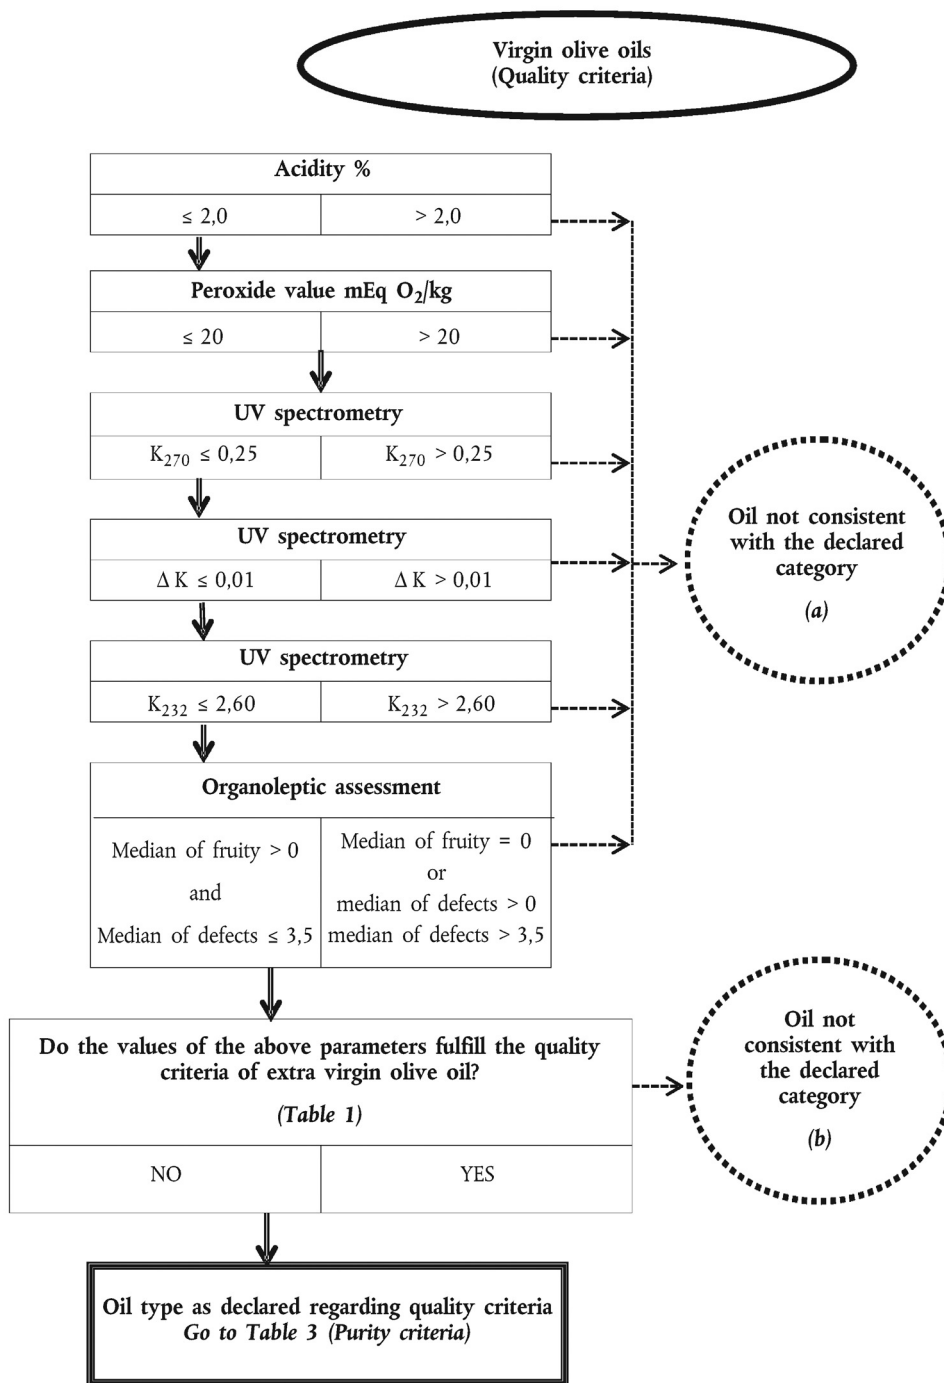 Virgin olive oils
(Quality criteria)
Acidity %
≤ 2,0
> 2,0
Peroxide value mEq O₂/kg
≤ 20
> 20
UV spectrometry
K₂₇₀ ≤ 0,25
K₂₇₀ > 0,25
UV spectrometry
Δ K ≤ 0,01
Δ K > 0,01
UV spectrometry
K₂₃₂ ≤ 2,60
K₂₃₂ > 2,60
Organoleptic assessment
Median of fruity > 0
and
Median of defects ≤ 3,5
Median of fruity = 0
or
median of defects > 0
median of defects > 3,5
Oil not consistent
with the declared
category
(a)
Do the values of the above parameters fulfill the quality
criteria of extra virgin olive oil?
(Table 1)
NO
YES
Oil not
consistent with
the declared
category
(b)
Oil type as declared regarding quality criteria
Go to Table 3 (Purity criteria)